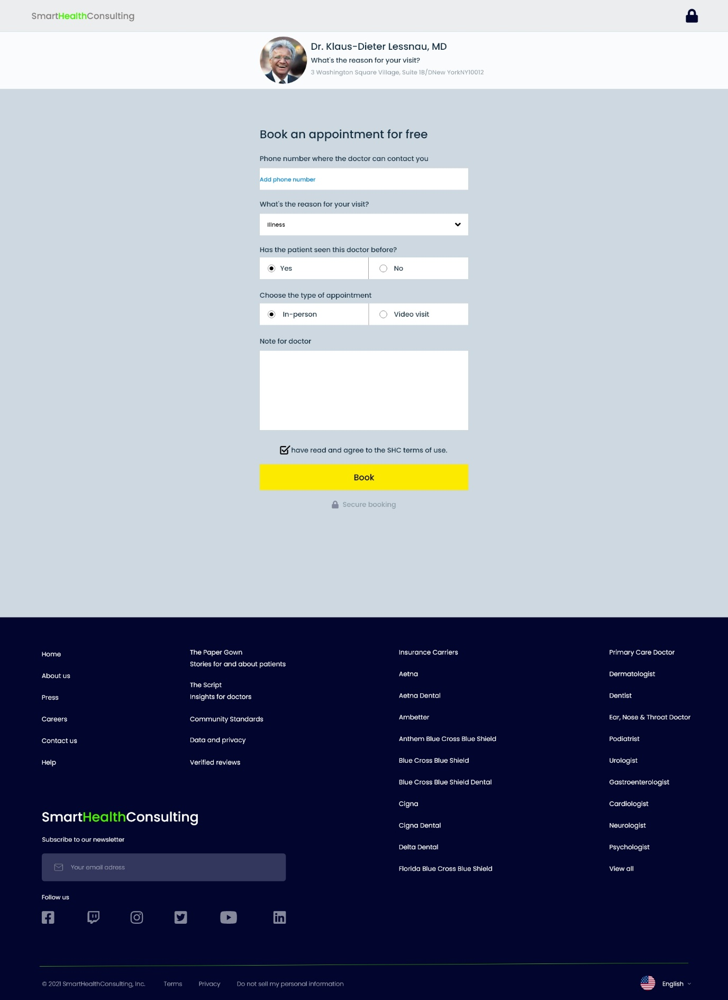 SmartHealthConsulting
Dr. Klaus-Dieter Lessnau, MD
What's the reason for your visit?
3 Washington Square Village, Suite 1B/DNew YorkNY10012
Book an appointment for free
Phone number where the doctor can contact you
Add phone number
What's the reason for your visit?
Illness
Has the patient seen this doctor before?
Yes
No
Choose the type of appointment
In-person
Video visit
Note for doctor
have read and agree to the SHC terms of use.
Book
Secure booking
Home
About us
Press
Careers
Contact us
Help
The Paper Gown
Stories for and about patients
The Script
Insights for doctors
Community Standards
Data and privacy
Verified reviews
Insurance Carriers
Aetna
Aetna Dental
Ambetter
Anthem Blue Cross Blue Shield
Blue Cross Blue Shield
Blue Cross Blue Shield Dental
Cigna
Cigna Dental
Delta Dental
Florida Blue Cross Blue Shield
Primary Care Doctor
Dermatologist
Dentist
Ear, Nose & Throat Doctor
Podiatrist
Urologist
Gastroenterologist
Cardiologist
Neurologist
Psychologist
View all
SmartHealthConsulting
Subscribe to our newsletter
Your email adress
Follow us
© 2021 SmartHealthConsulting, Inc.
Terms
Privacy
Do not sell my personal information
English